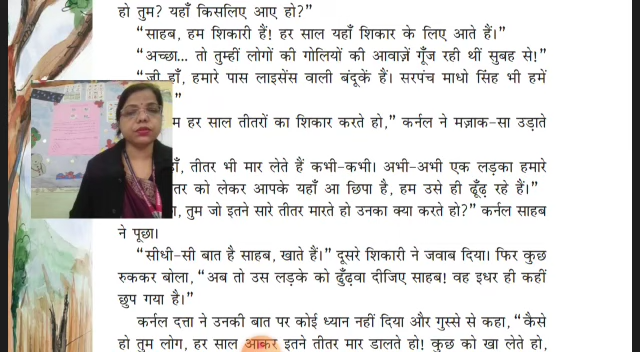 हो तुम? यहाँ किसलिए आए हो?”
“साहब, हम शिकारी हैं! हर साल यहाँ शिकार के लिए आते हैं।”
“अच्छा... तो तुम्हीं लोगों की गोलियों की आवाज़ें गूँज रही थीं सुबह से!”
“जी हाँ, हमारे पास लाइसेंस वाली बंदूकें हैं। सरपंच माधो सिंह भी हमें
”
म हर साल तीतरों का शिकार करते हो,” कर्नल ने मज़ाक-सा उड़ाते
हाँ, तीतर भी मार लेते हैं कभी-कभी। अभी-अभी एक लड़का हमारे
तर को लेकर आपके यहाँ आ छिपा है, हम उसे ही ढूँढ़ रहे हैं।”
तुम जो इतने सारे तीतर मारते हो उनका क्या करते हो?” कर्नल साहब
ने पूछा।
“सीधी-सी बात है साहब, खाते हैं।” दूसरे शिकारी ने जवाब दिया। फिर कुछ
रुककर बोला, “अब तो उस लड़के को ढुँढ़वा दीजिए साहब! वह इधर ही कहीं
छुप गया है।”
कर्नल दत्ता ने उनकी बात पर कोई ध्यान नहीं दिया और गुस्से से कहा, “कैसे
हो तुम लोग, हर साल आकर इतने तीतर मार डालते हो! कुछ को खा लेते हो,